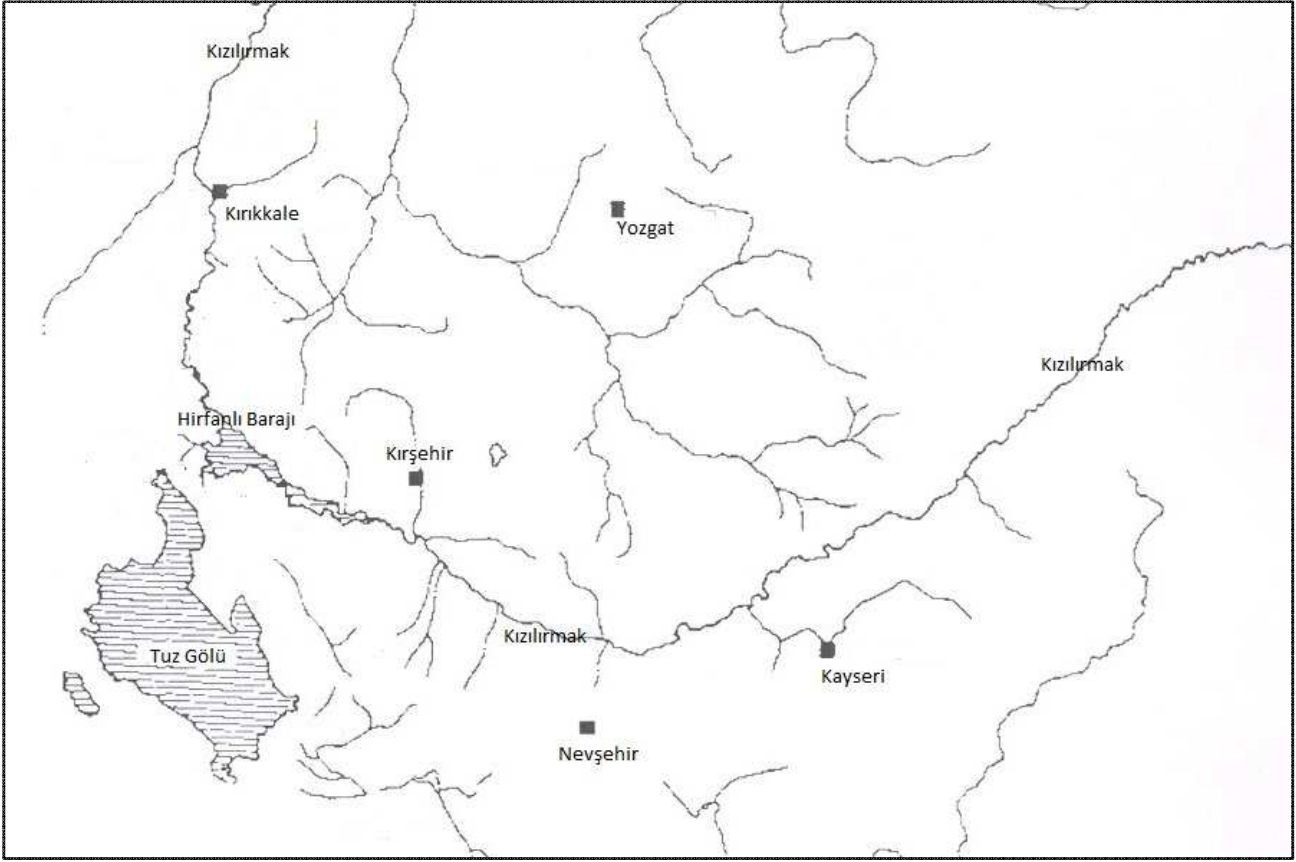 Kızılırmak
Kırıkkale
Yozgat
Kızılırmak
Hirfanlı Barajı
Kırşehir
Kızılırmak
Tuz Gölü
Kayseri
Nevşehir